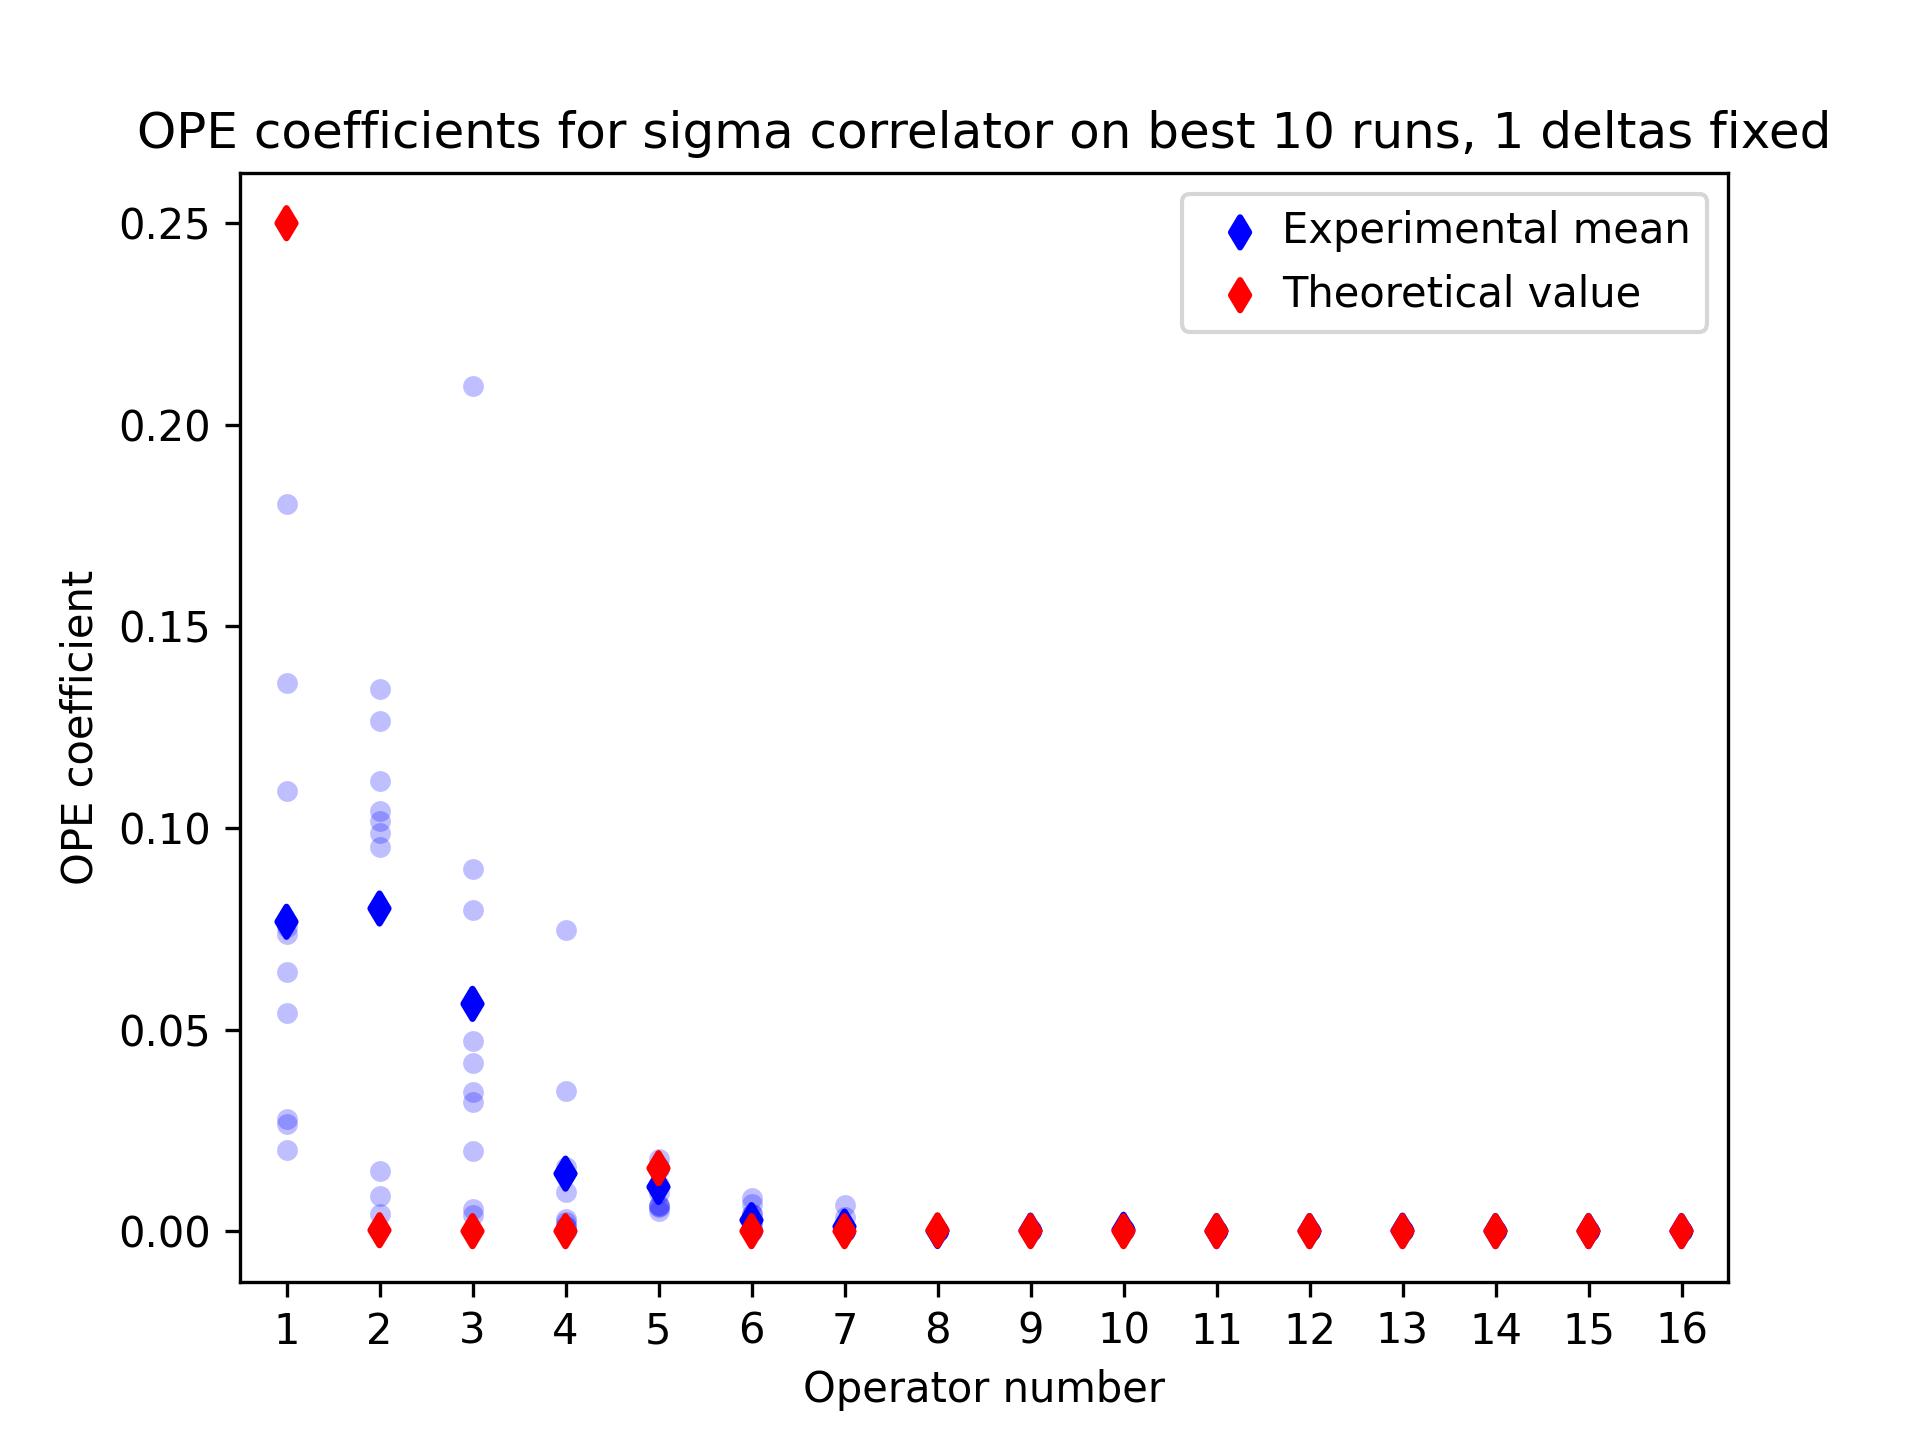 OPE coefficients for sigma correlator on best 10 runs, 1 deltas fixed
Experimental mean
Theoretical value
OPE coefficient
0.25
0.20
0.15
0.10
0.05
0.00
1 2 3 4 5 6 7 8 9 10 11 12 13 14 15 16
Operator number